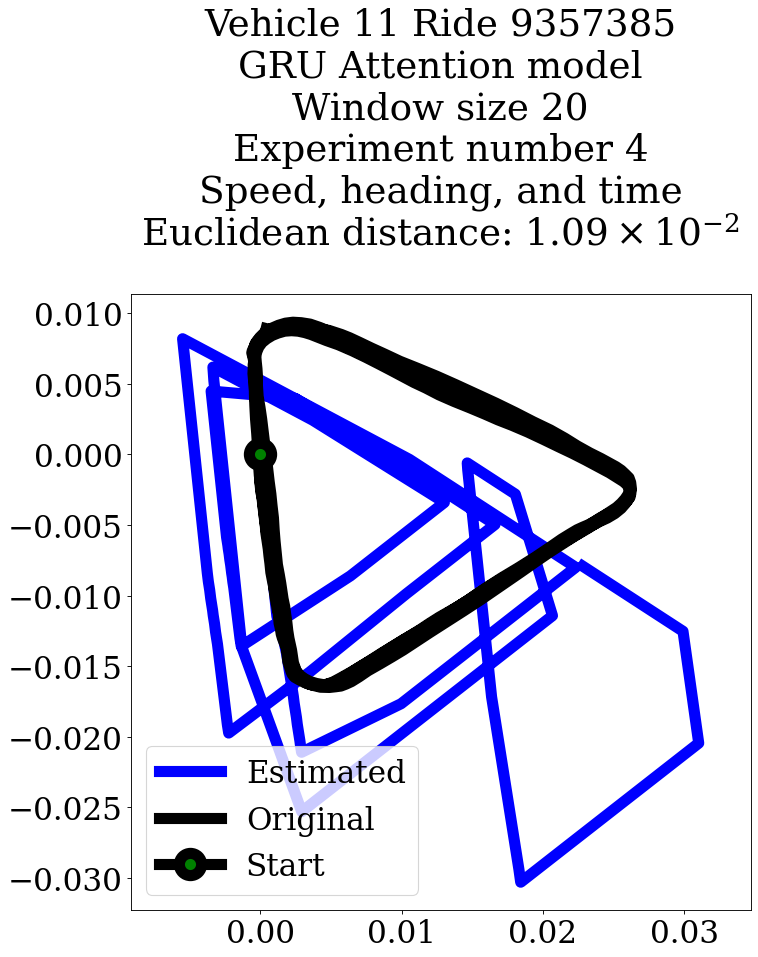 Vehicle 11 Ride 9357385
GRU Attention model
Window size 20
Experiment number 4
Speed, heading, and time
Euclidean distance: 1.09 × 10⁻²
0.010
0.005
0.000
−0.005
−0.010
−0.015
−0.020
−0.025
−0.030
Estimated
Original
Start
0.00 0.01 0.02 0.03